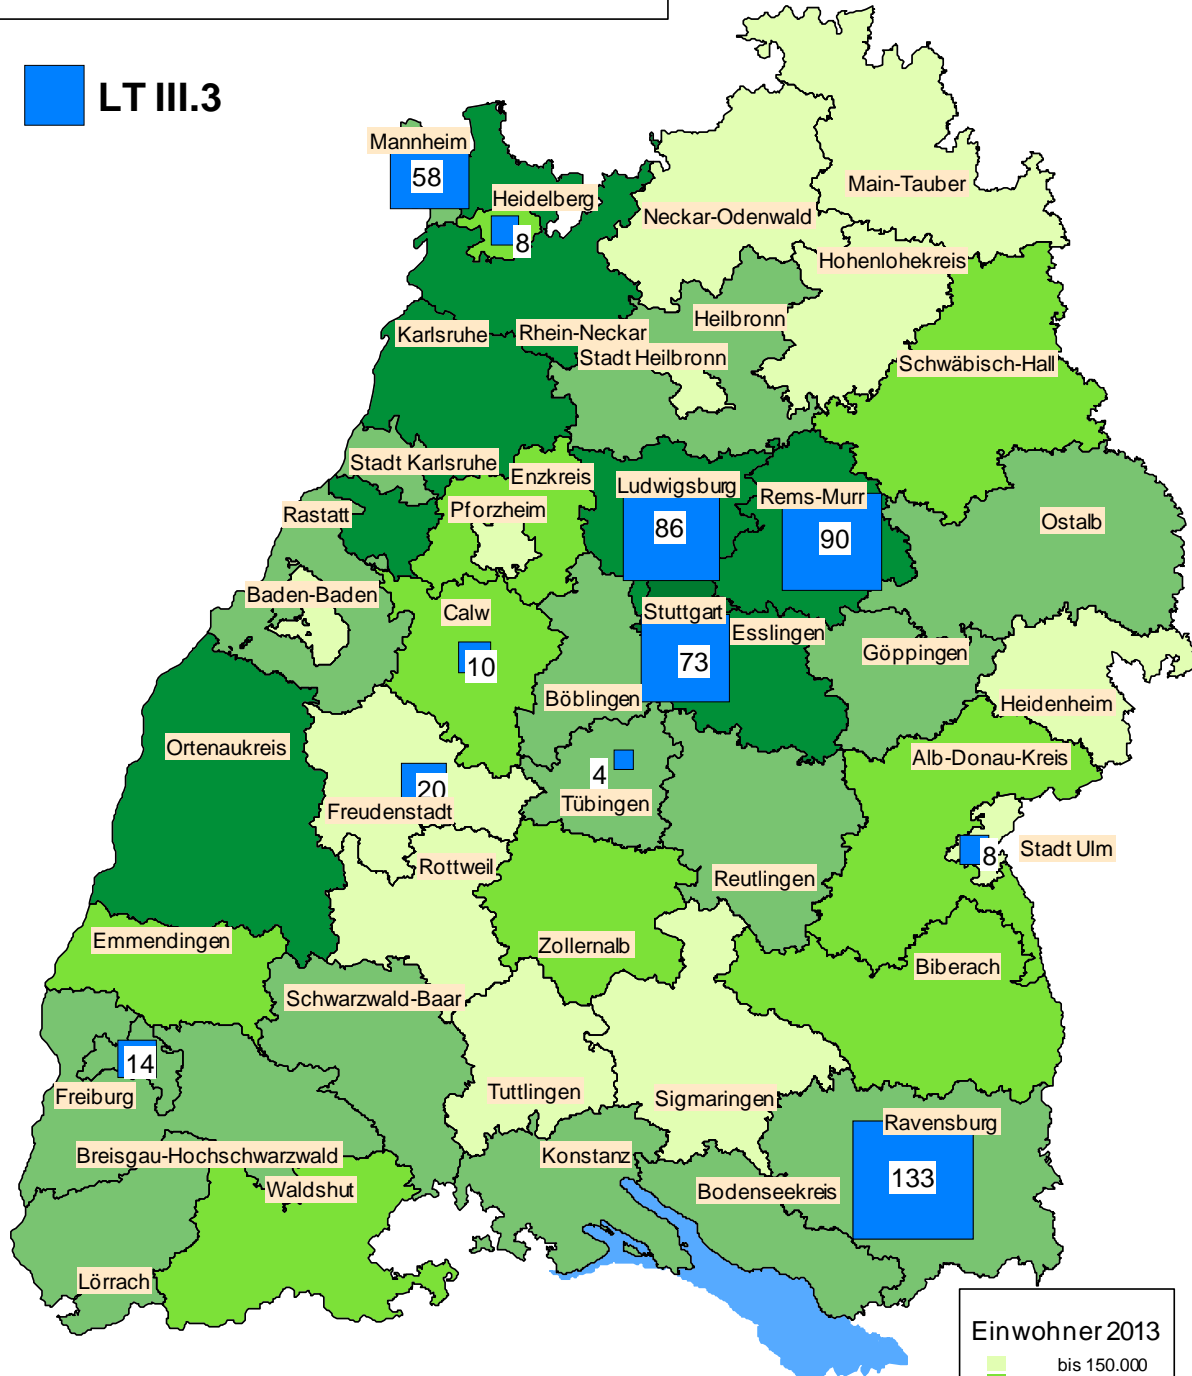 LT III.3
Mannheim
58
Heidelberg
8
Main-Tauber
Neckar-Odenwald
Hohenlohekreis
Heilbronn
Karlsruhe
Rhein-Neckar
Stadt Heilbronn
Schwäbisch-Hall
Stadt Karlsruhe
Enzkreis
Ludwigsburg
Rems-Murr
Rastatt
Pforzheim
Ostalb
86
90
Baden-Baden
Calw
Stuttgart
Esslingen
Göppingen
10
73
Böblingen
Heidenheim
Ortenaukreis
Alb-Donau-Kreis
4
20
Tübingen
Freudenstadt
Stadt Ulm
8
Rottweil
Reutlingen
Emmendingen
Zollernalb
Biberach
Schwarzwald-Baar
14
Freiburg
Tuttlingen
Sigmaringen
Ravensburg
Breisgau-Hochschwarzwald
Konstanz
133
Waldshut
Bodenseekreis
Lörrach
Einwohner 2013
bis 150.000